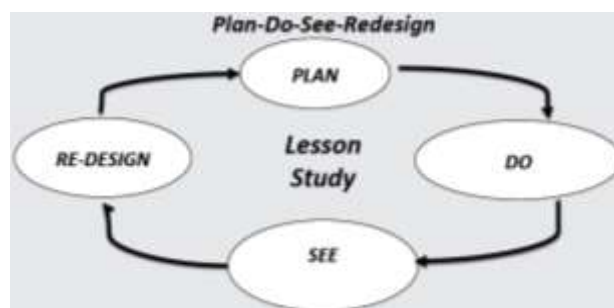 Plan-Do-See-Redesign
PLAN
RE-DESIGN
Lesson
Study
DO
SEE